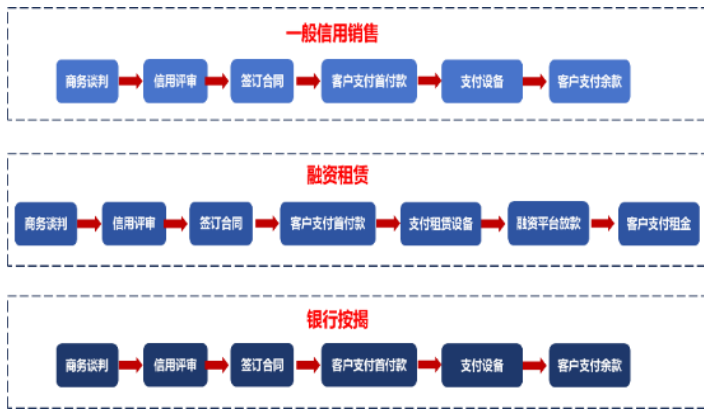 一般信用销售
商务谈判 信用评审 签订合同 客户支付首付款 支付设备 客户支付余款
融资租赁
商务谈判 信用评审 签订合同 客户支付首付款 支付租赁设备 融资平台放款 客户支付租金
银行按揭
商务谈判 信用评审 签订合同 客户支付首付款 支付设备 客户支付余款